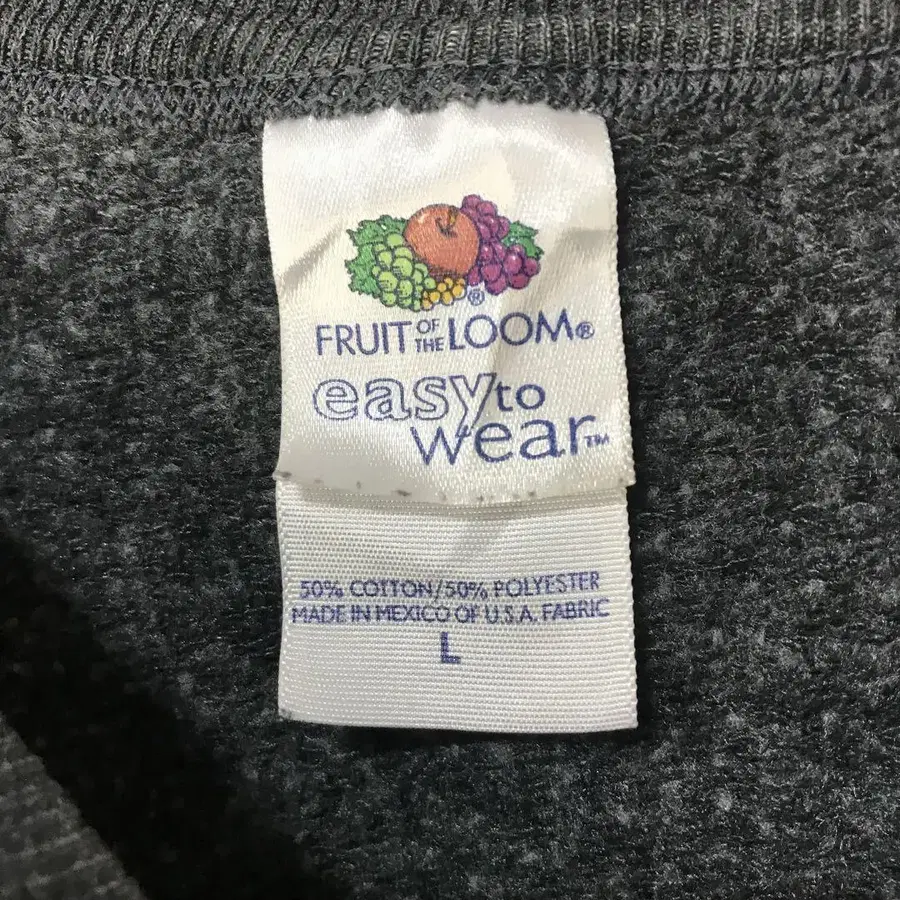 ®
FRUIT OF THE LOOM®
easy to
wear™
50% COTTON/50% POLYESTER
MADE IN MEXICO OF U.S.A. FABRIC
L